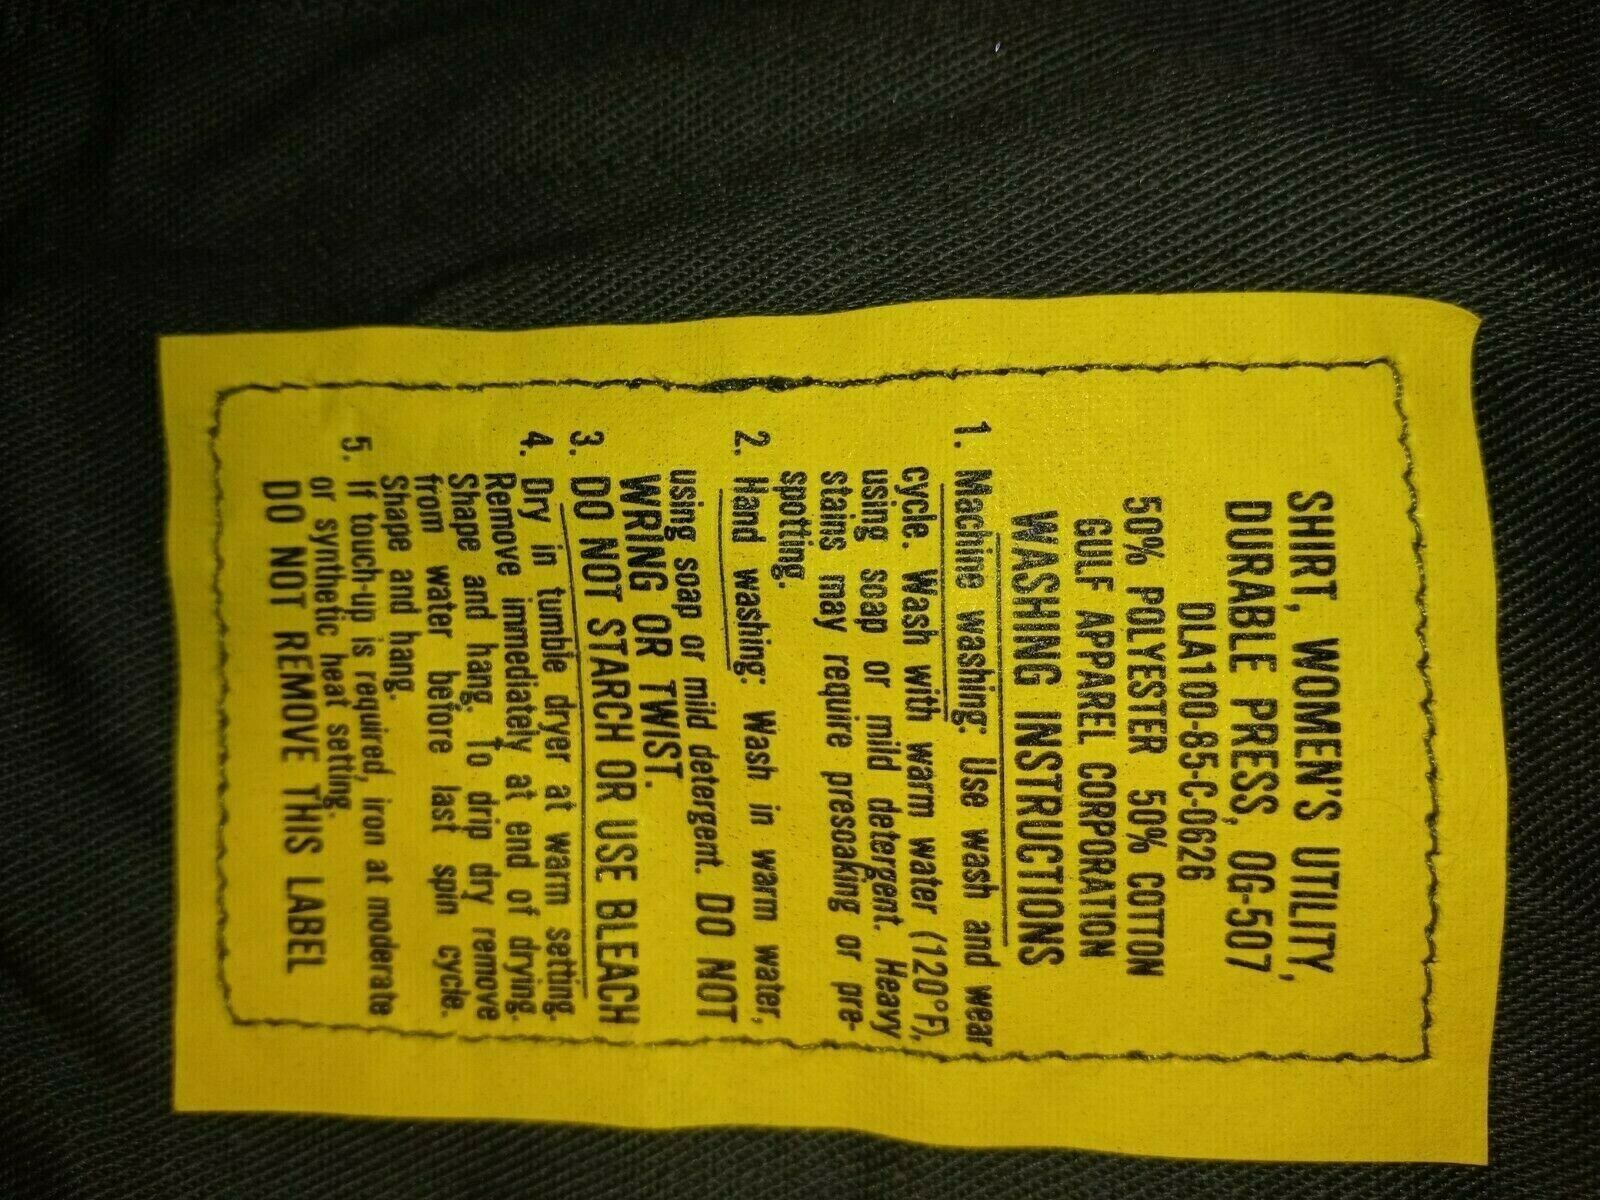 SHIRT, WOMEN'S UTILITY,
DURABLE PRESS, OG-507
DLA100-85-C-0626
50% POLYESTER 50% COTTON
GULF APPAREL CORPORATION
WASHING INSTRUCTIONS
1. Machine washing: Use wash and wear
cycle. Wash with warm water (120°F),
using soap or mild detergent. Heavy
stains may require presoaking or pre-
spotting.
2. Hand washing: Wash in warm water,
using soap or mild detergent. DO NOT
WRING OR TWIST.
3. DO NOT STARCH OR USE BLEACH
4. Dry in tumble dryer at warm setting.
Remove immediately at end of drying.
Shape and hang. To drip dry remove
from water before last spin cycle.
Shape and hang.
5. If touch-up is required, iron at moderate
or synthetic heat setting.
DO NOT REMOVE THIS LABEL